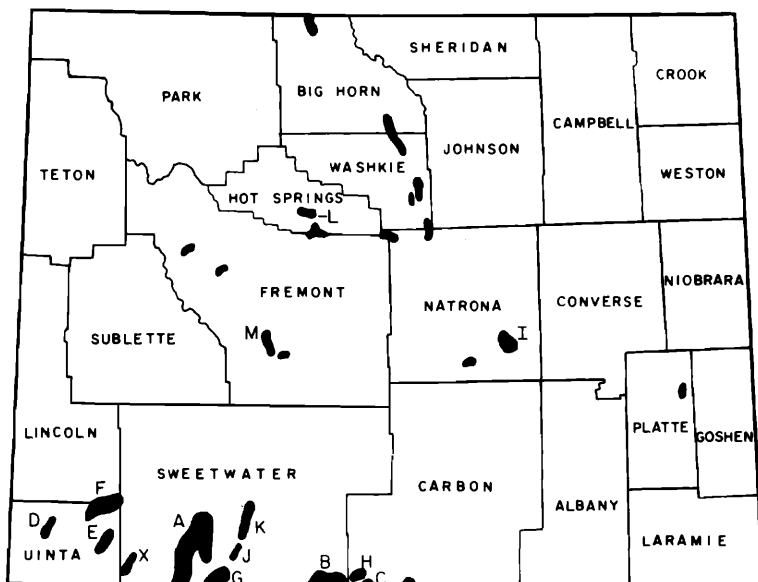 SHERIDAN
CROOK
PARK
BIG HORN
CAMPBELL
JOHNSON
WASHKIE
TETON
WESTON
HOT SPRINGS
L
NIOBRARA
FREMONT
NATRONA
CONVERSE
M
I
SUBLETTE
LINCOLN
PLATTE
GOSHEN
SWEETWATER
CARBON
F
ALBANY
D
A
K
E
LARAMIE
UINTA
X
J
B
H
G
C